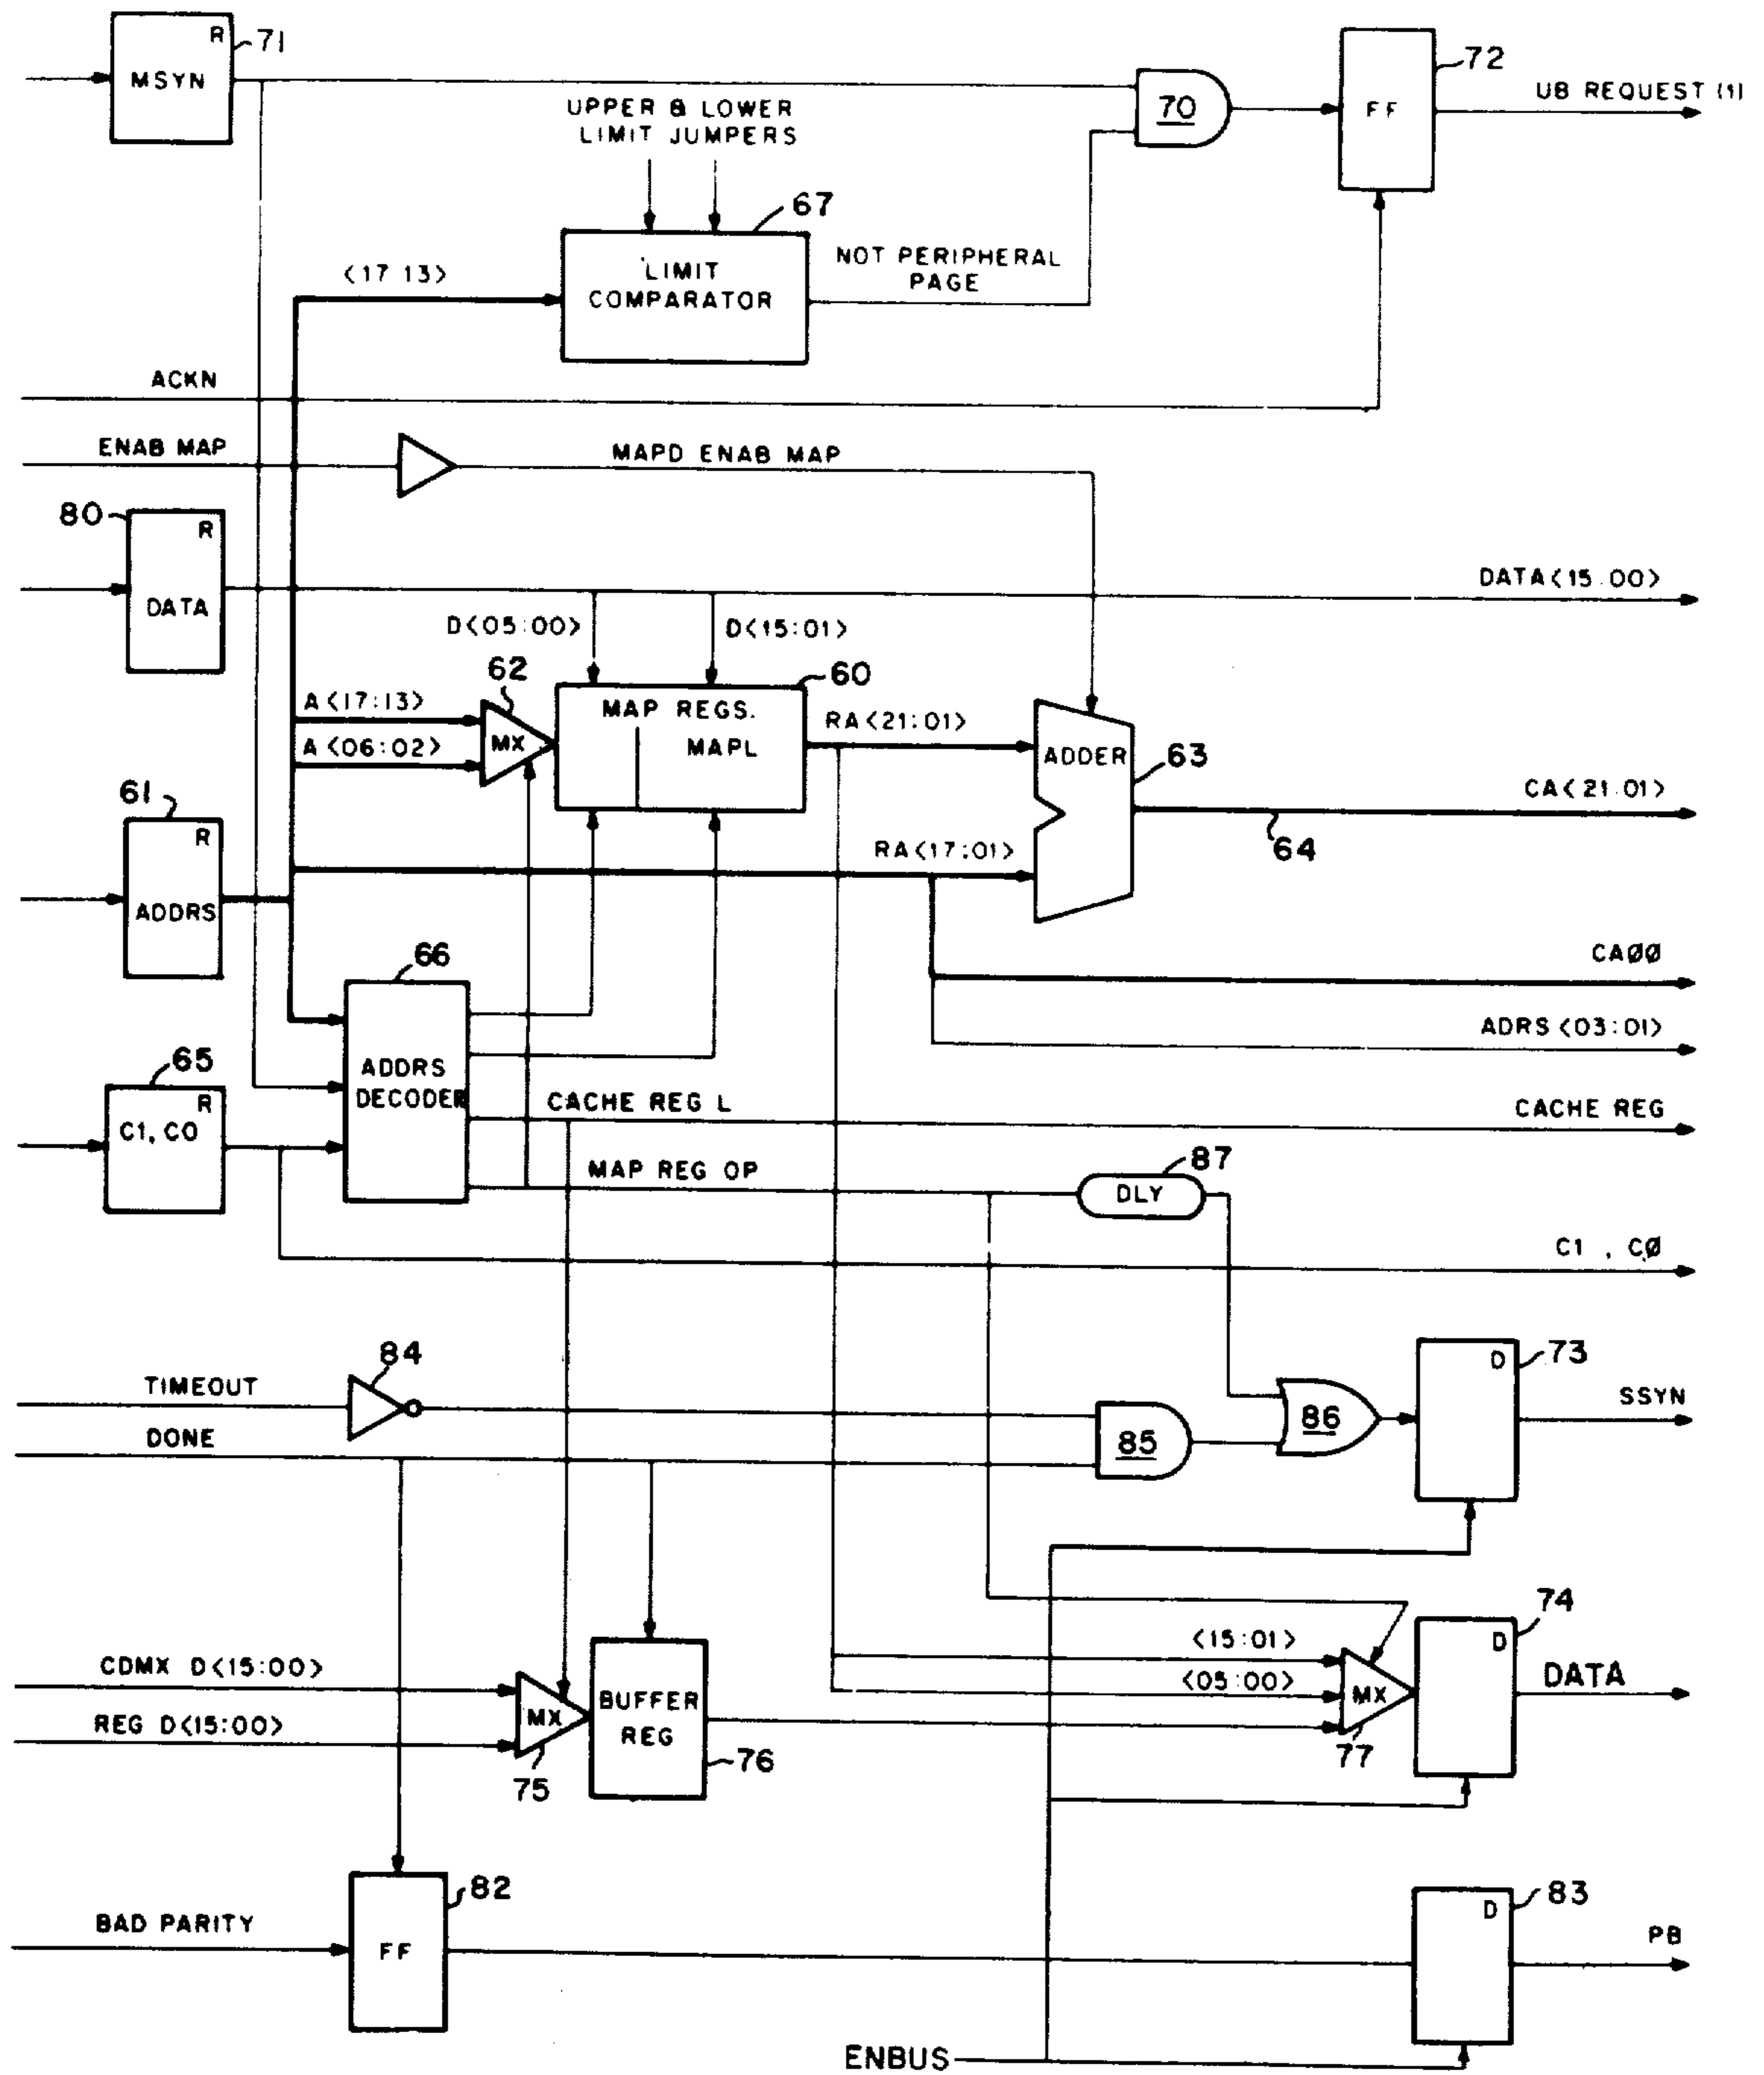 R
71
MSYN
UPPER & LOWER
LIMIT JUMPERS
70
72
FF
UB REQUEST (1)
67
<17 13>
LIMIT
COMPARATOR
NOT PERIPHERAL
PAGE
ACKN
ENAB MAP
MAPD ENAB MAP
80
R
DATA
DATA<15:00>
D<05:00>
D<15:01>
62
60
A<17:13>
A<06:02>
MX
MAP REGS.
MAPL
RA<21:01>
ADDER
63
CA<21:01>
64
61
R
ADDRS
RA<17:01>
66
CAØØ
ADRS<03:01>
65
R
C1, CO
ADDRS
DECODER
CACHE REG L
CACHE REG
MAP REG OP
87
DLY
C1 , CØ
84
TIMEOUT
DONE
85
86
D
73
SSYN
74
D
<15:01>
<05:00>
MX
77
DATA
CDMX D<15:00>
REG D<15:00>
MX
75
BUFFER
REG
76
82
BAD PARITY
FF
D
83
PB
ENBUS